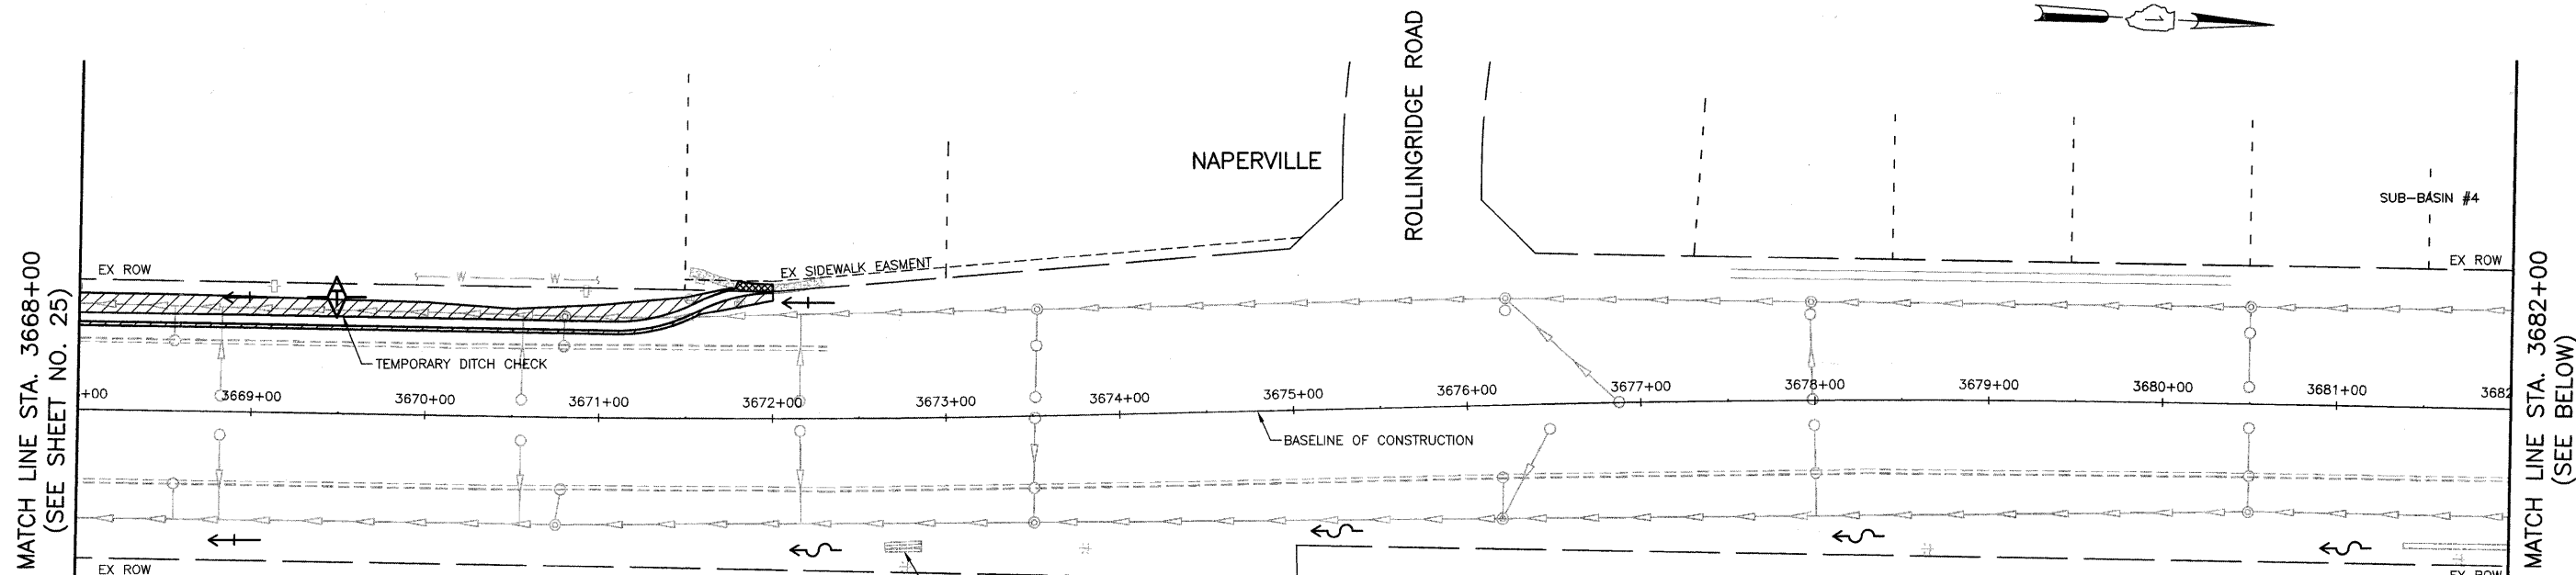 ROLLINGRIDGE ROAD
NAPERVILLE
SUB-BASIN #4
MATCH LINE STA. 3668+00
(SEE SHEET NO. 25)
EX ROW
S W W S
EX SIDEWALK EASMENT
EX ROW
MATCH LINE STA. 3682+00
(SEE BELOW)
TEMPORARY DITCH CHECK
+00 3669+00 3670+00 3671+00 3672+00 3673+00 3674+00 3675+00 3676+00 3677+00 3678+00 3679+00 3680+00 3681+00 3682
BASELINE OF CONSTRUCTION
EX ROW
EX ROW